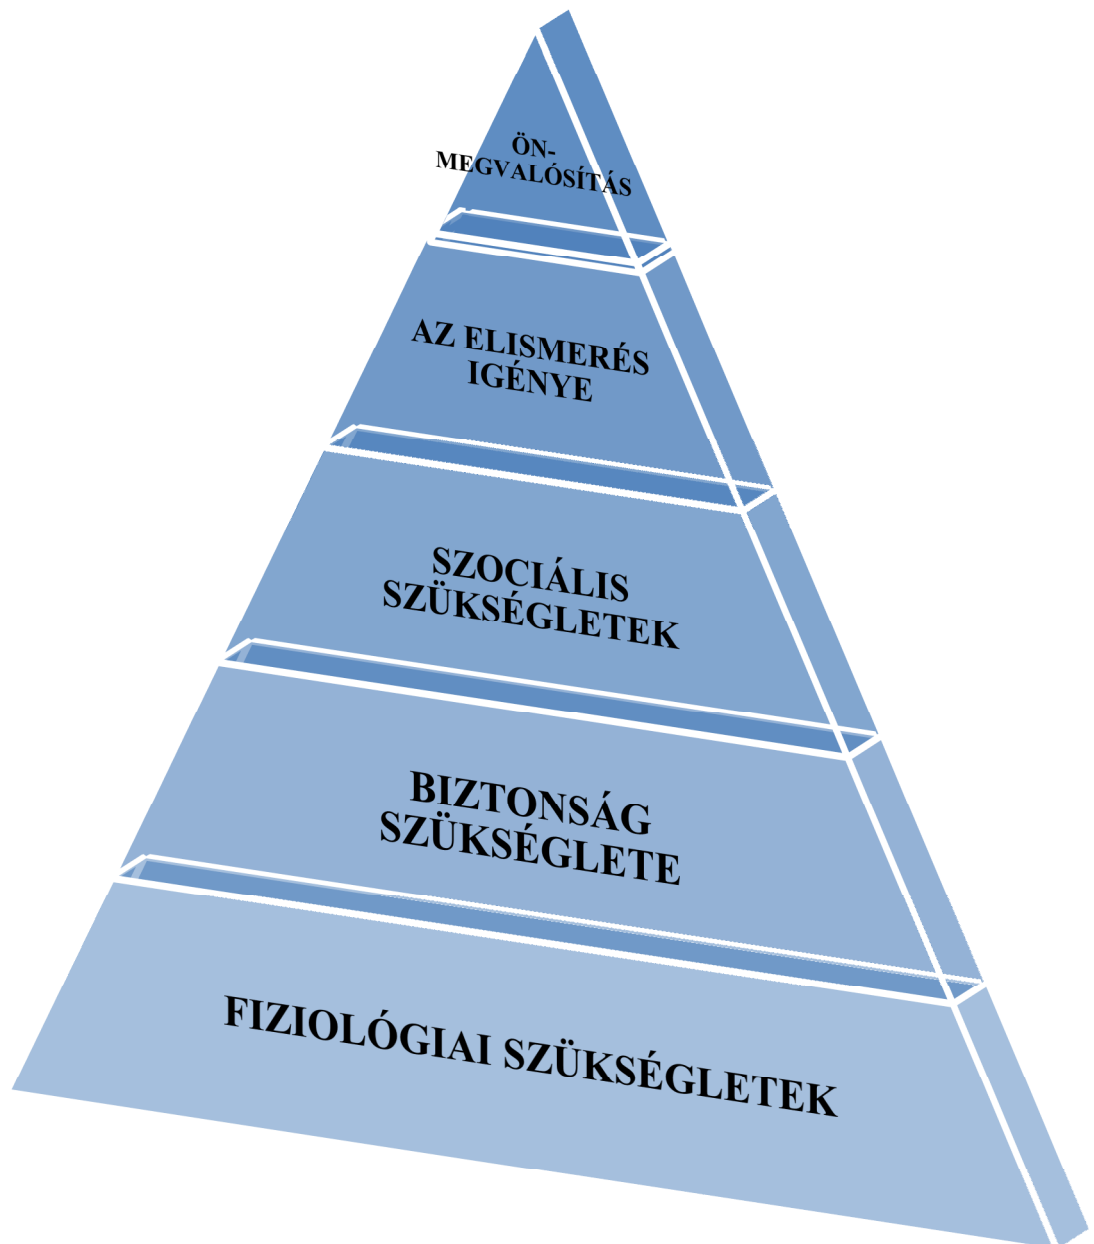 ÖN-
MEGVALÓSÍTÁS
AZ ELISMERÉS
IGÉNYE
SZOCIÁLIS
SZÜKSÉGLETEK
BIZTONSÁG
SZÜKSÉGLETE
FIZIOLÓGIAI SZÜKSÉGLETEK